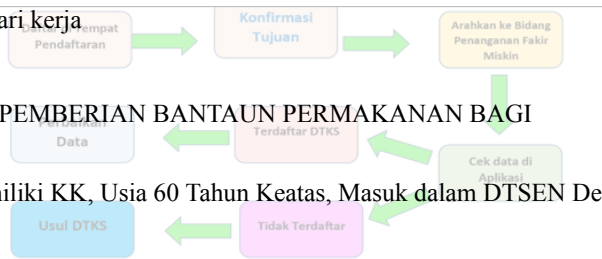 ari kerja
Daftar di Tempat
Pendaftaran
Konfirmasi
Tujuan
Arahkan ke Bidang
Penanganan Fakir
Miskin
PEMBERIAN BANTAUN PERMAKANAN BAGI
Perbaikan
Data
Terdaftar DTKS
Cek data di
Aplikasi
niliki KK, Usia 60 Tahun Keatas, Masuk dalam DTSEN De
Usul DTKS
Tidak Terdaftar